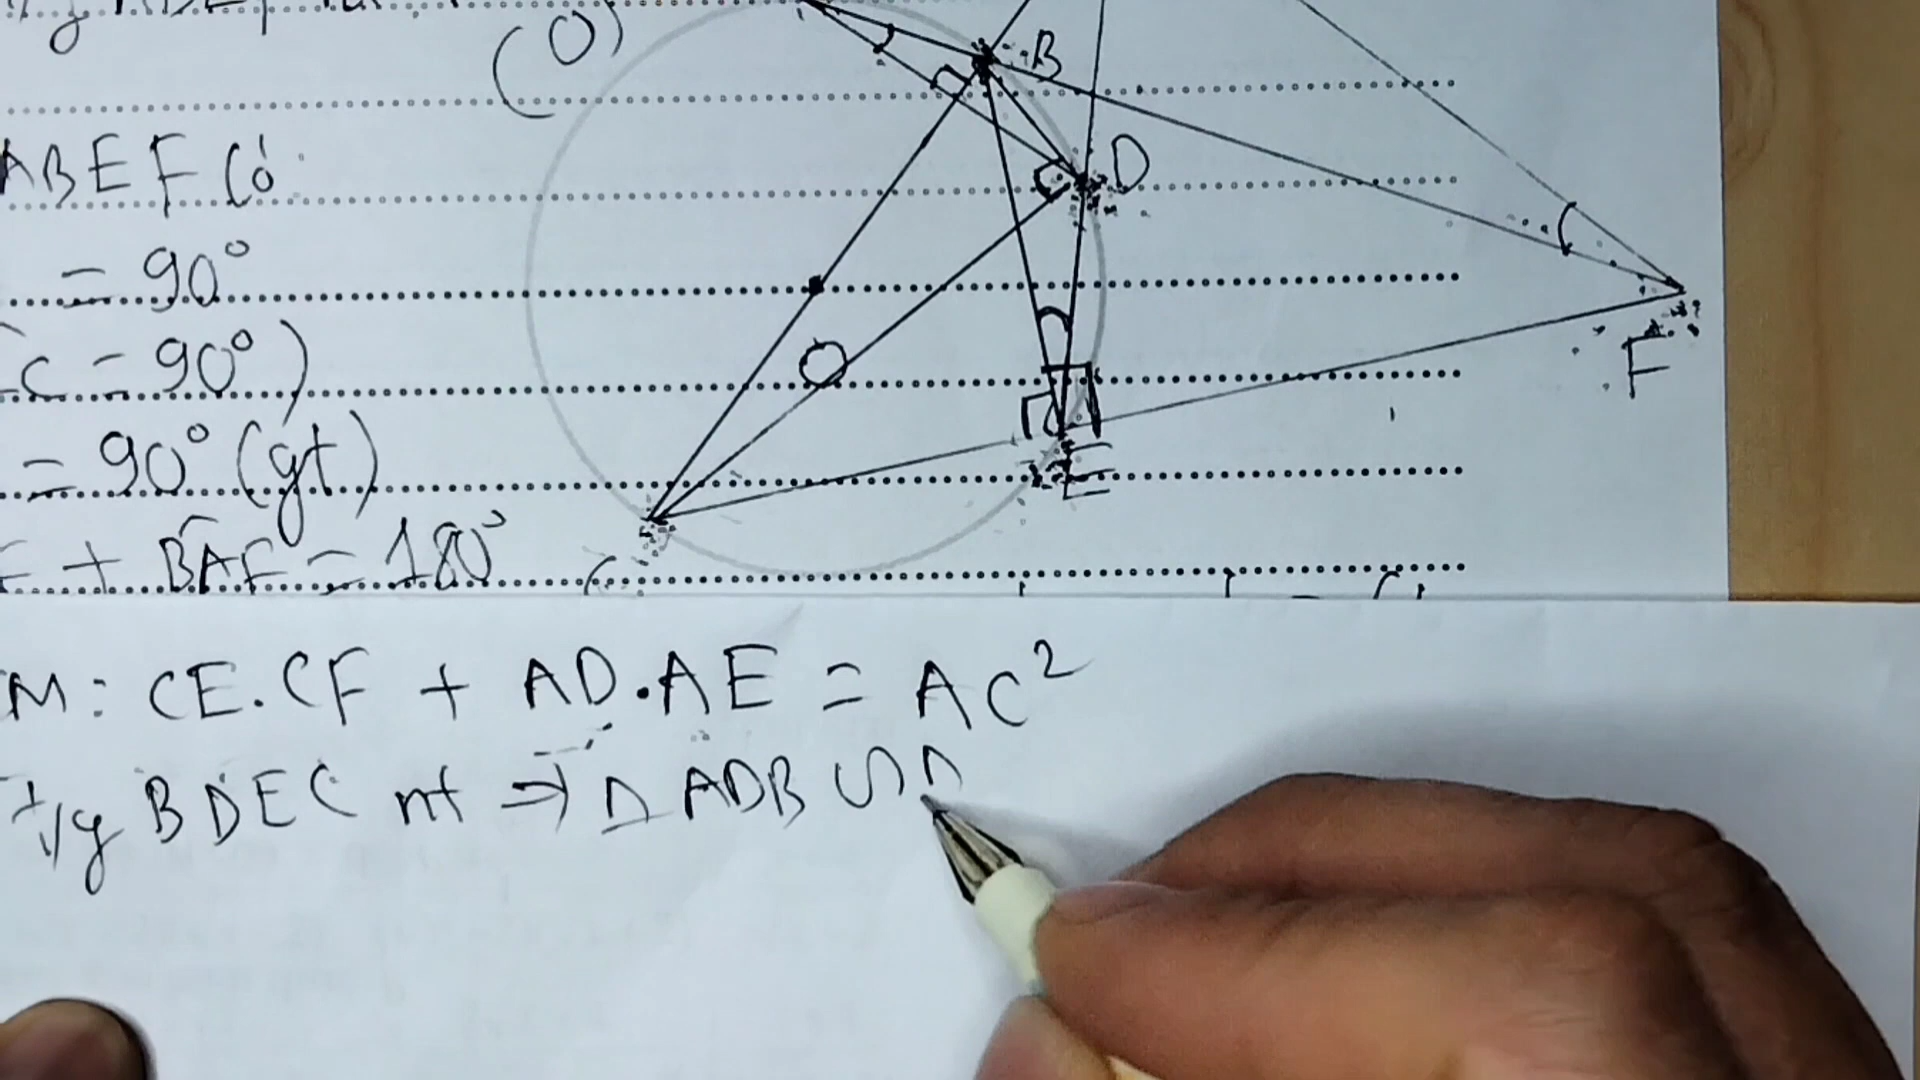 (O)
B
D
ABEF Có
= 90°
C = 90°)
O
F
= 90° (gt)
E
+ BAF = 180°
M: CE.CF + AD.AE = AC²
T/g BDEC nt => Δ ADB ∽ Δ